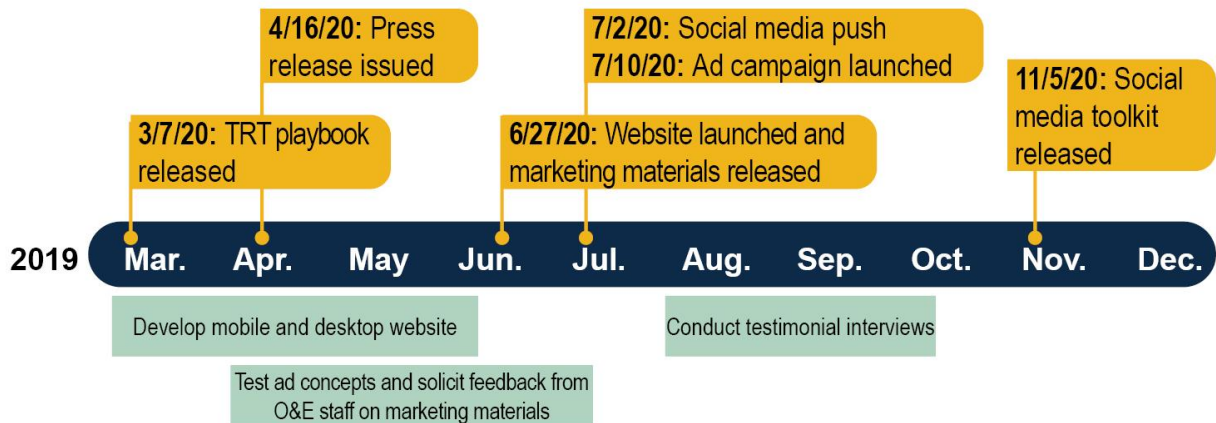 4/16/20: Press
release issued
7/2/20: Social media push
7/10/20: Ad campaign launched
11/5/20: Social
media toolkit
released
3/7/20: TRT playbook
released
6/27/20: Website launched and
marketing materials released
2019 Mar. Apr. May Jun. Jul. Aug. Sep. Oct. Nov. Dec.
Develop mobile and desktop website
Conduct testimonial interviews
Test ad concepts and solicit feedback from
O&E staff on marketing materials